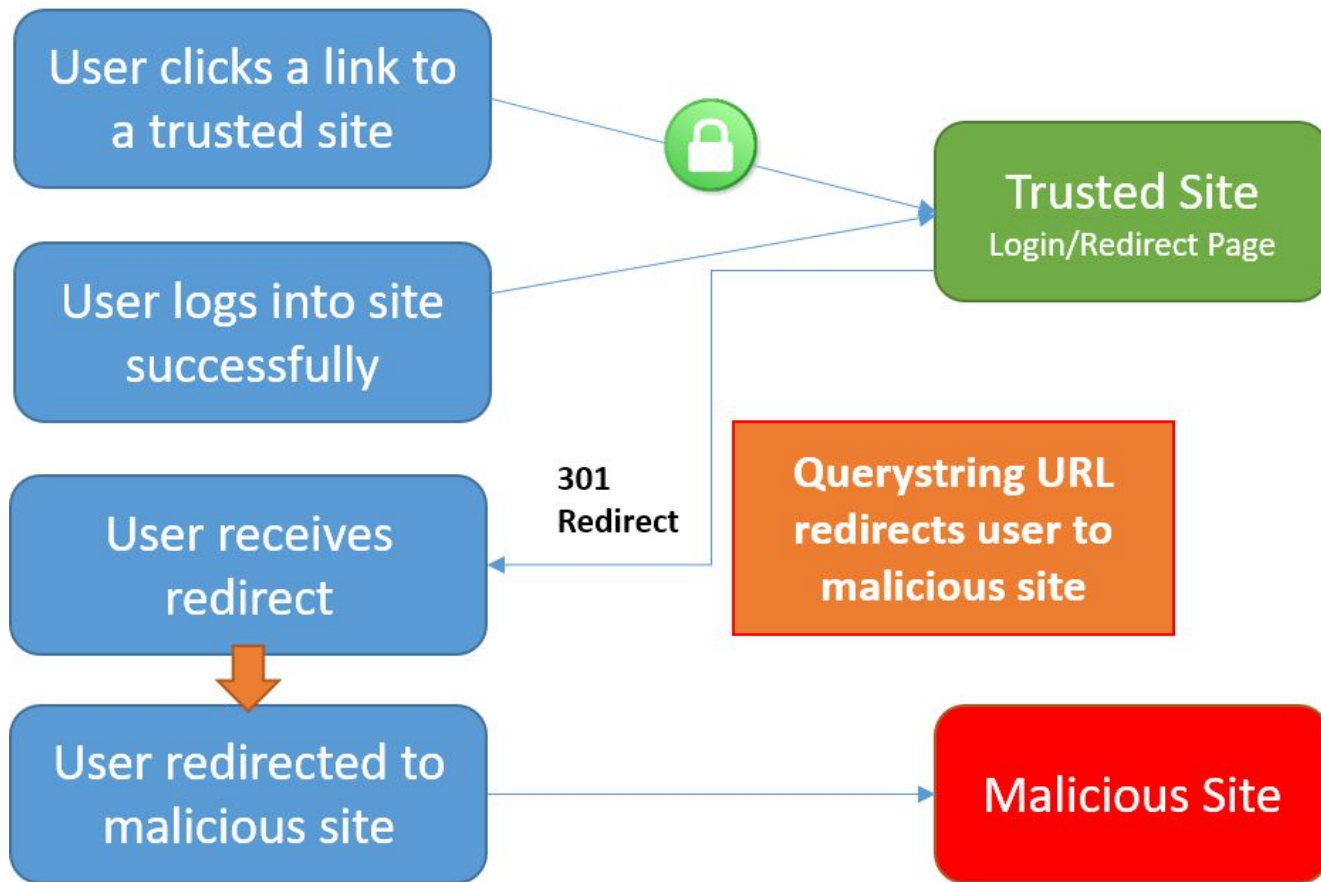 User clicks a link to
a trusted site
Trusted Site
Login/Redirect Page
User logs into site
successfully
301
Redirect
Querystring URL
redirects user to
malicious site
User receives
redirect
User redirected to
malicious site
Malicious Site